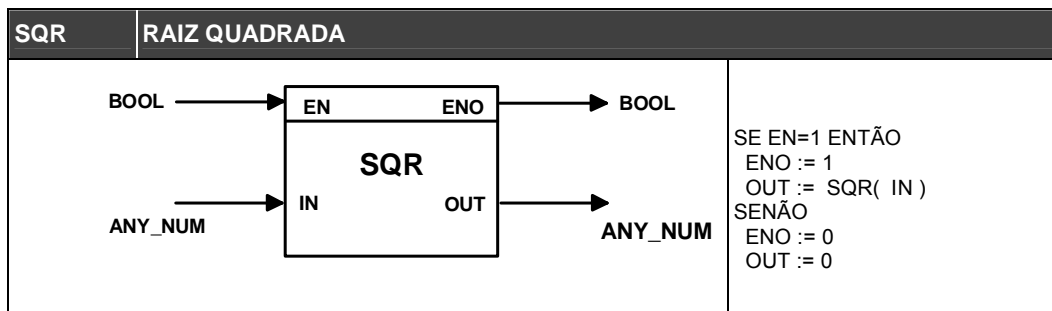 SQR RAIZ QUADRADA
BOOL EN ENO BOOL
SQR
IN OUT
ANY_NUM ANY_NUM
SE EN=1 ENTÃO
ENO := 1
OUT := SQR( IN )
SENÃO
ENO := 0
OUT := 0